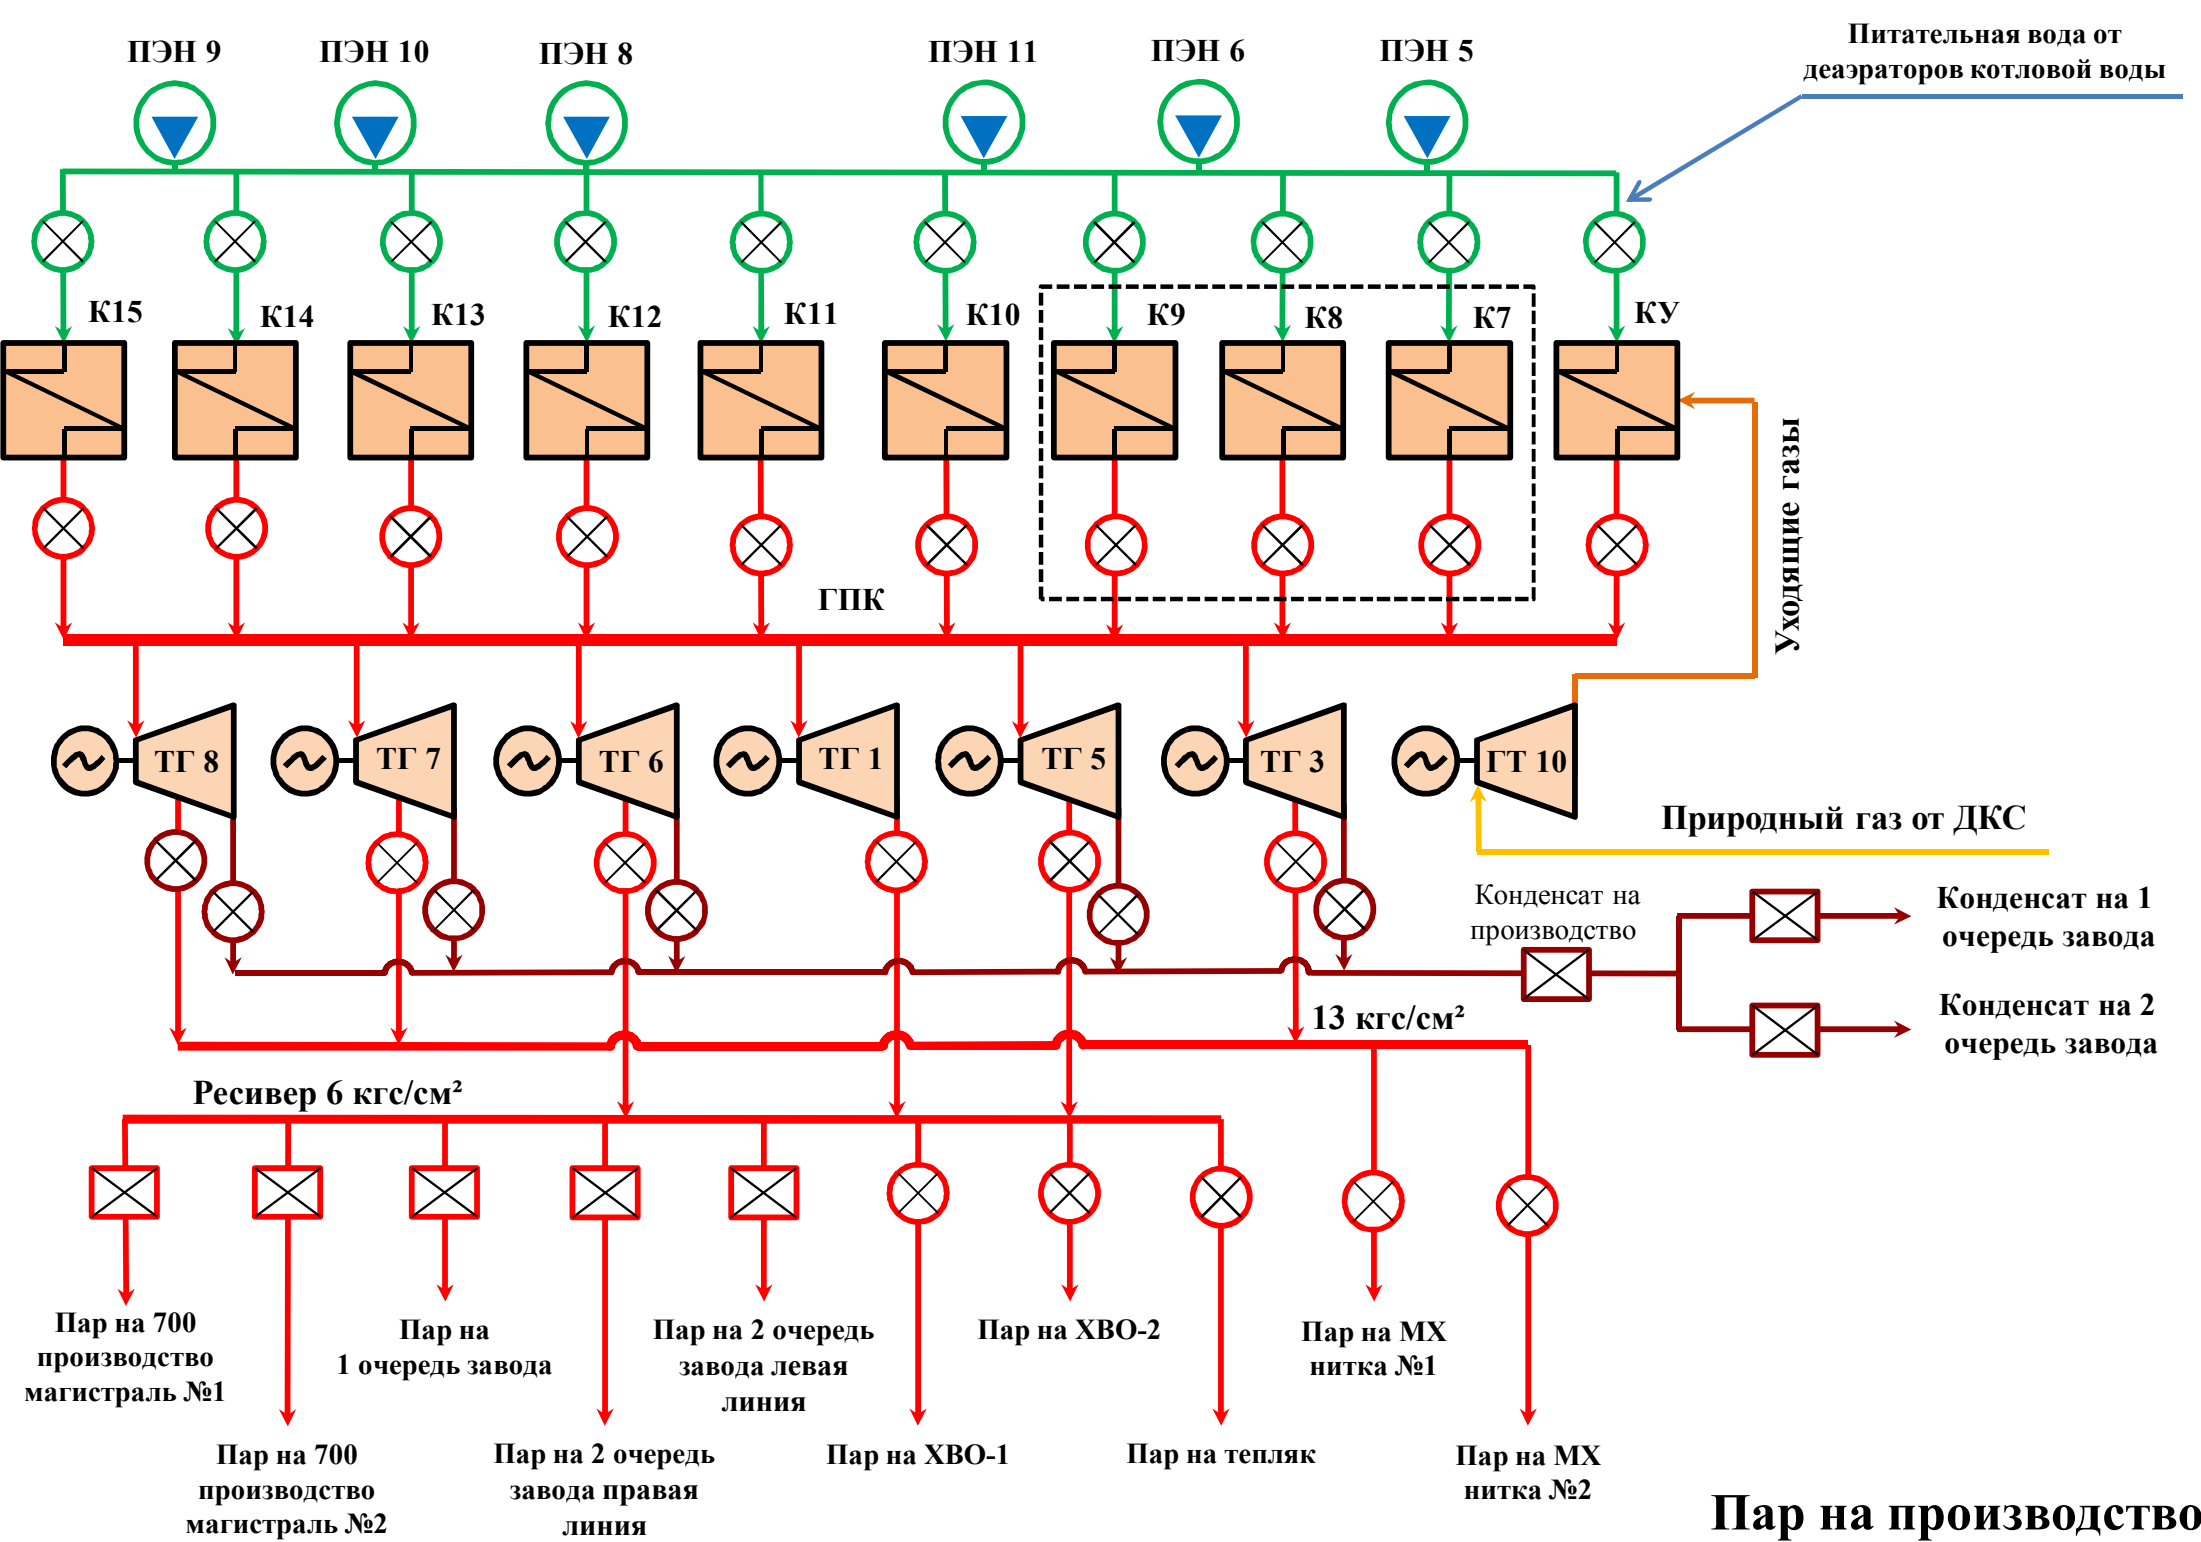 ПЭН 9
ПЭН 10
ПЭН 8
ПЭН 11
ПЭН 6
ПЭН 5
Питательная вода от
деаэраторов котловой воды
К15
К14
К13
К12
К11
К10
К9
К8
К7
КУ
Уходящие газы
ГПК
ТГ 8
ТГ 7
ТГ 6
ТГ 1
ТГ 5
ТГ 3
ГТ 10
Природный газ от ДКС
Конденсат на
производство
Конденсат на 1
очередь завода
Конденсат на 2
очередь завода
13 кгс/см²
Ресивер 6 кгс/см²
Пар на 700
производство
магистраль №1
Пар на 700
производство
магистраль №2
Пар на
1 очередь завода
Пар на 2 очередь
завода правая
линия
Пар на 2 очередь
завода левая
линия
Пар на ХВО-1
Пар на ХВО-2
Пар на тепляк
Пар на МХ
нитка №1
Пар на МХ
нитка №2
Пар на производство